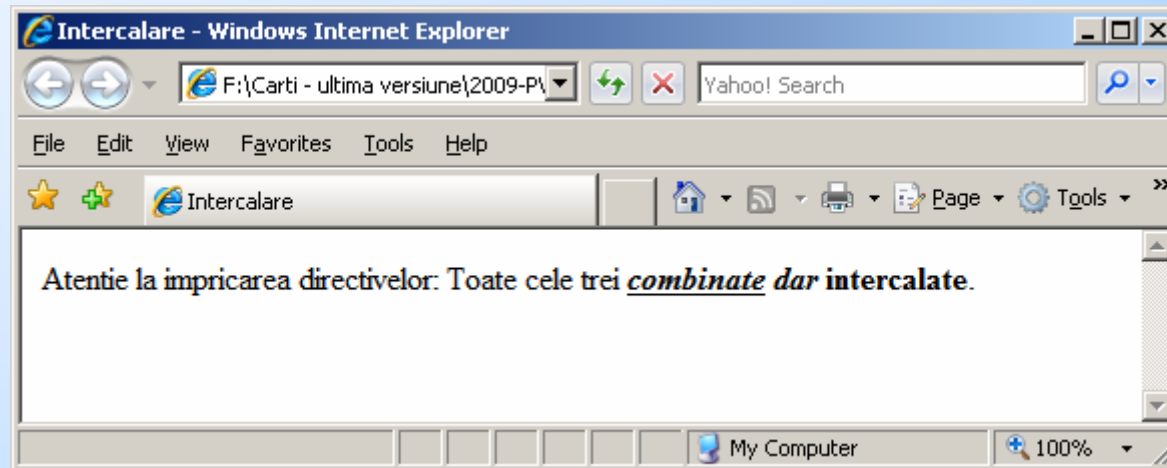 Intercalare - Windows Internet Explorer
F:\Carti - ultima versiune\2009-P\ Yahoo! Search
File Edit View Favorites Tools Help
Intercalare Page Tools »
Atentie la impricarea directivelor: Toate cele trei combinate dar intercalate.
My Computer 100%